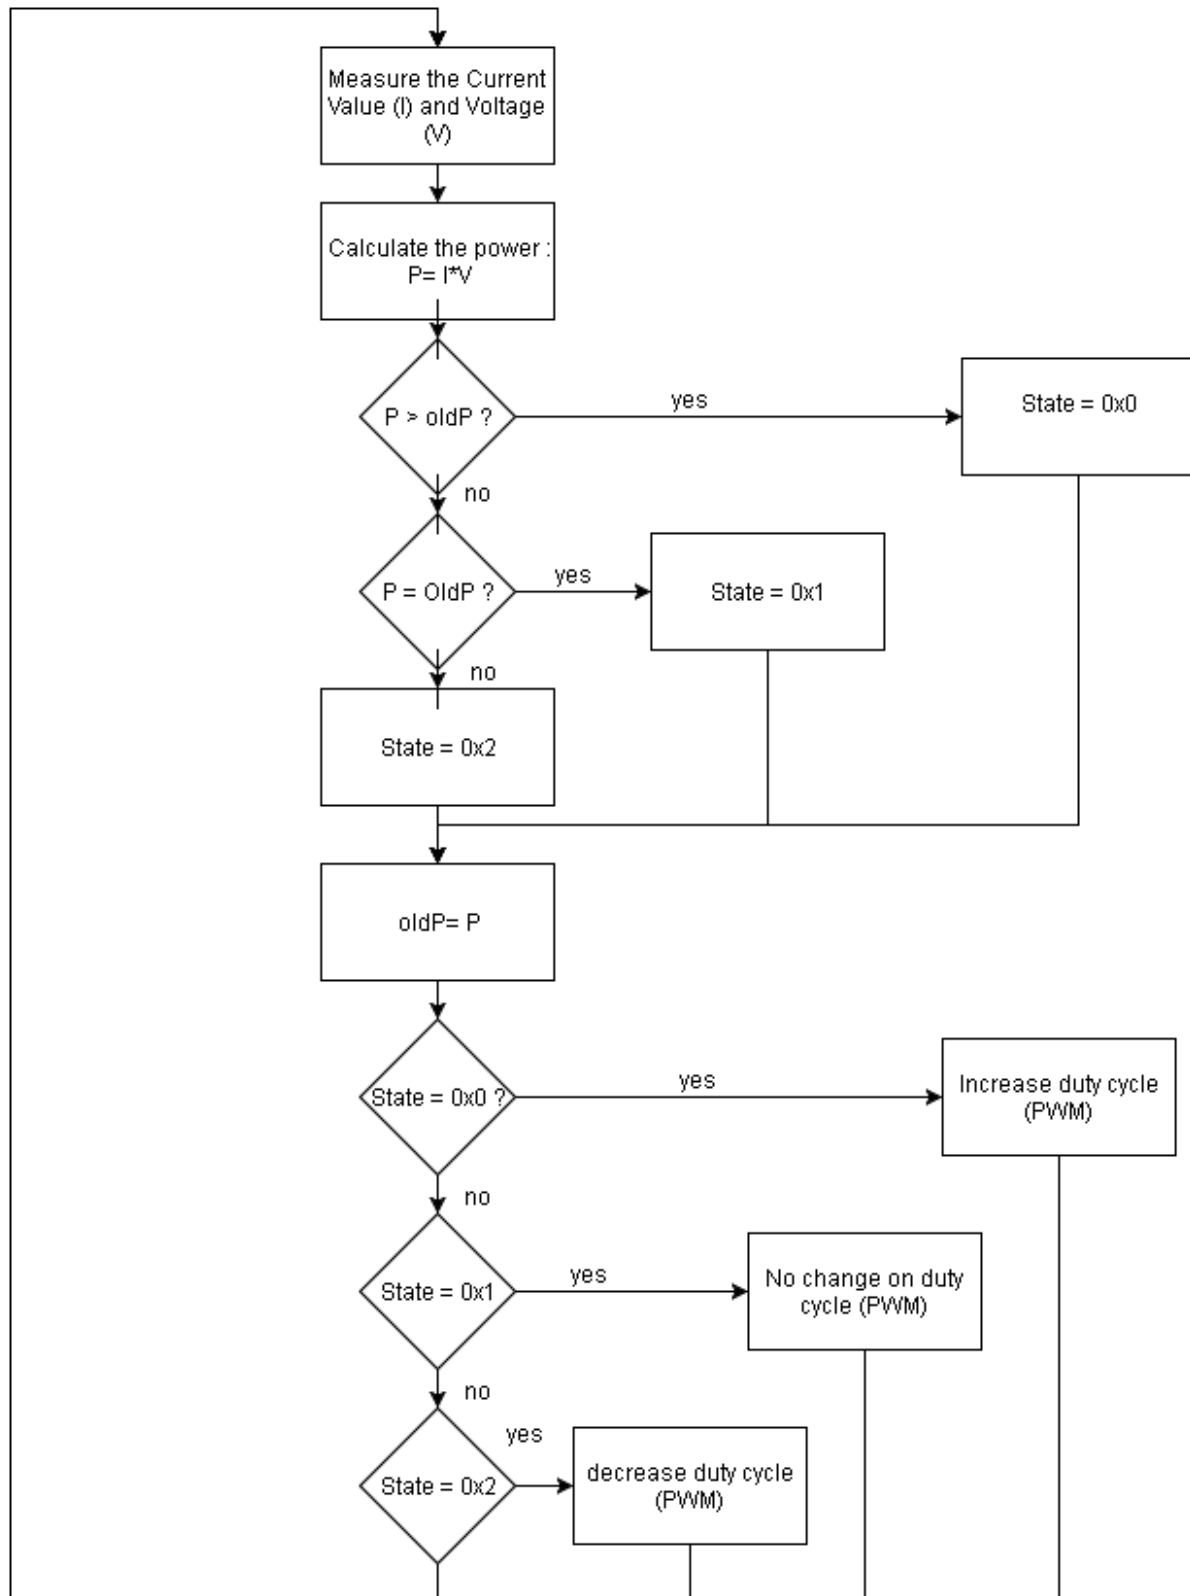 Measure the Current
Value (I) and Voltage
(V)
Calculate the power :
P= I*V
P > oldP ?
yes
State = 0x0
no
P = OldP ?
yes
State = 0x1
no
State = 0x2
oldP= P
State = 0x0 ?
yes
Increase duty cycle
(PWM)
no
State = 0x1
yes
No change on duty
cycle (PWM)
no
State = 0x2
yes
decrease duty cycle
(PWM)